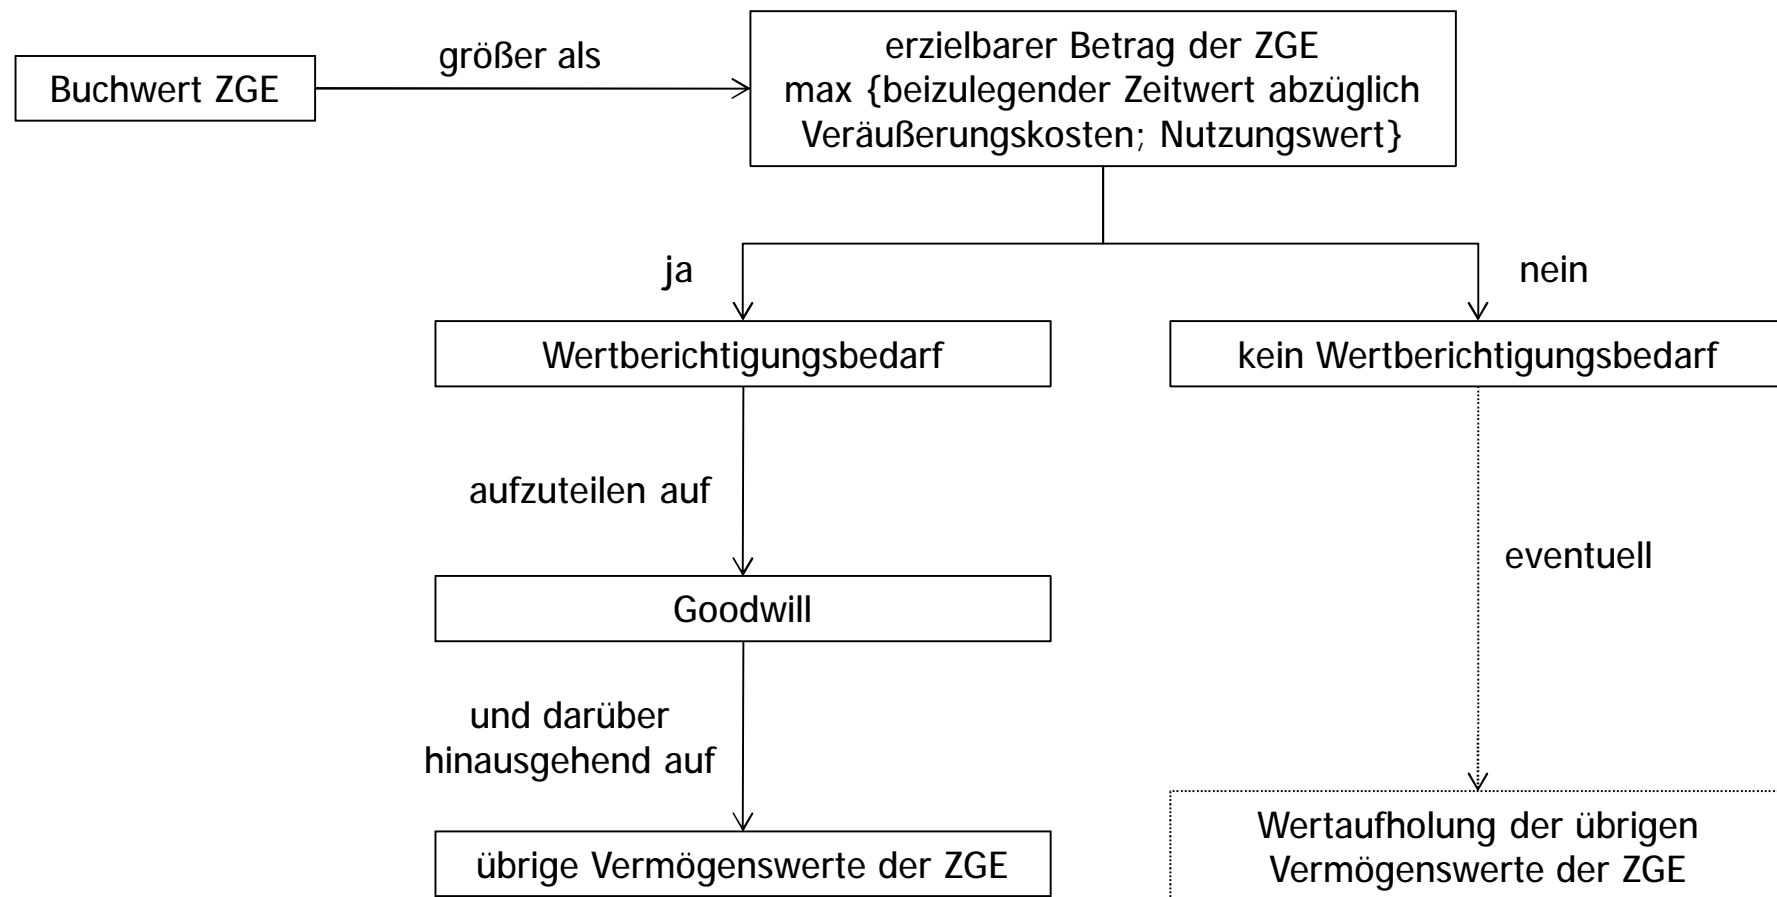 Buchwert ZGE
größer als
erzielbarer Betrag der ZGE
max {beizulegender Zeitwert abzüglich
Veräußerungskosten; Nutzungswert}
ja
nein
Wertberichtigungsbedarf
kein Wertberichtigungsbedarf
aufzuteilen auf
eventuell
Goodwill
und darüber
hinausgehend auf
übrige Vermögenswerte der ZGE
Wertaufholung der übrigen
Vermögenswerte der ZGE